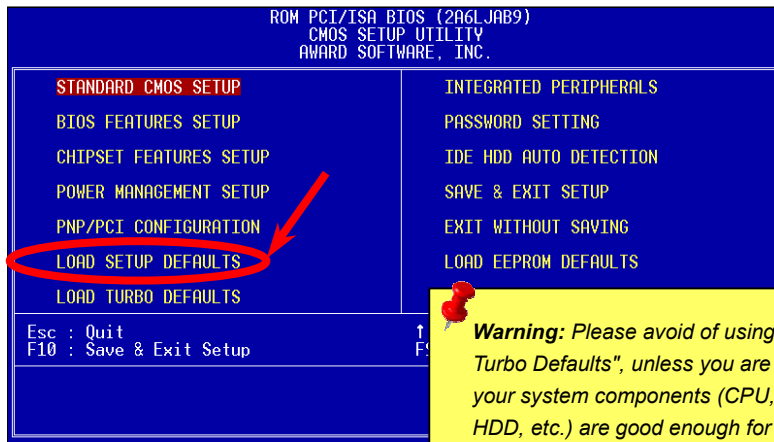 ROM PCI/ISA BIOS (2A6LJAB9)
CMOS SETUP UTILITY
AWARD SOFTWARE, INC.
STANDARD CMOS SETUP
BIOS FEATURES SETUP
CHIPSET FEATURES SETUP
POWER MANAGEMENT SETUP
PNP/PCI CONFIGURATION
LOAD SETUP DEFAULTS
LOAD TURBO DEFAULTS
INTEGRATED PERIPHERALS
PASSWORD SETTING
IDE HDD AUTO DETECTION
SAVE & EXIT SETUP
EXIT WITHOUT SAVING
LOAD EEPROM DEFAULTS
Esc : Quit
F10 : Save & Exit Setup
↑
Warning: Please avoid of using
Turbo Defaults", unless you are
your system components (CPU,
HDD, etc.) are good enough for